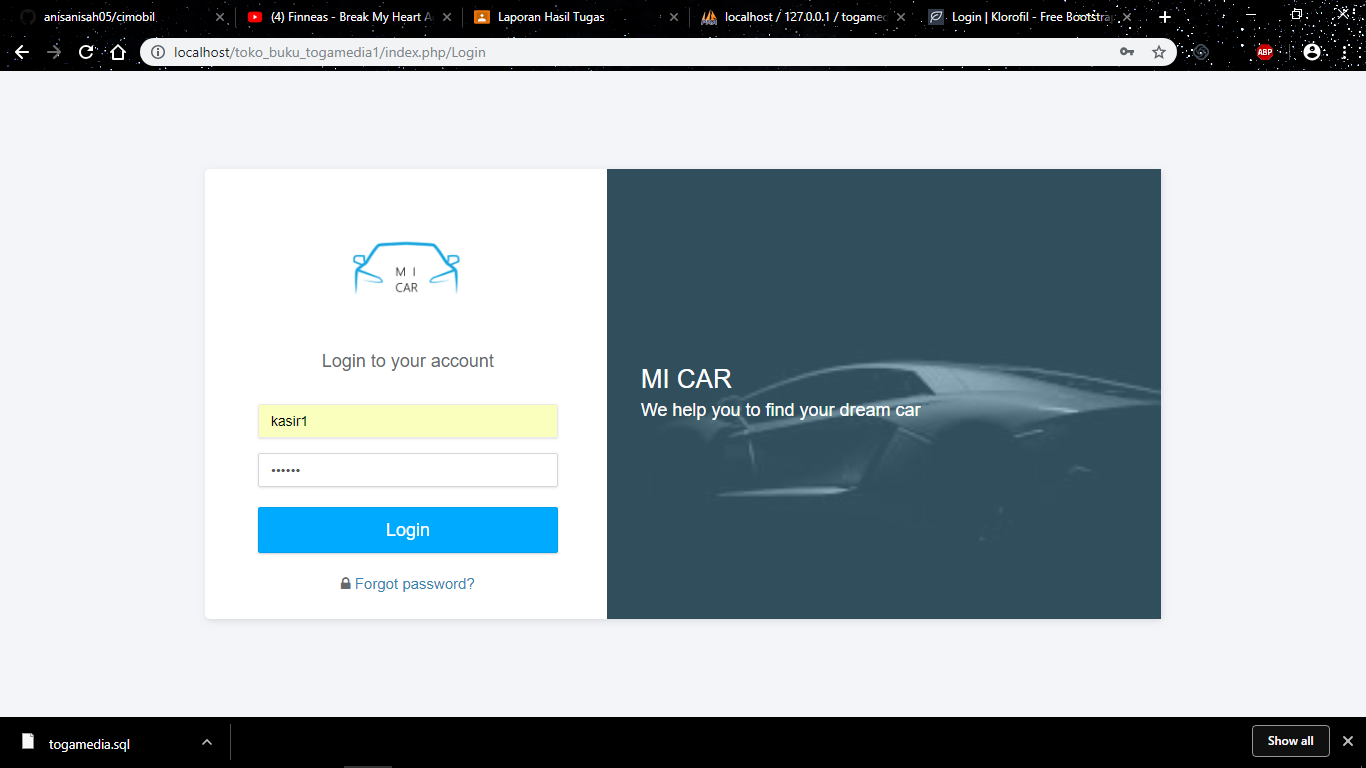 anisanisah05/cimobil
(4) Finneas - Break My Heart A
Laporan Hasil Tugas
localhost / 127.0.0.1 / togamed
Login | Klorofil - Free Bootstra
localhost/toko_buku_togamedia1/index.php/Login
ABP
M I
CAR
Login to your account
kasir1
••••••
Login
Forgot password?
MI CAR
We help you to find your dream car
togamedia.sql
Show all